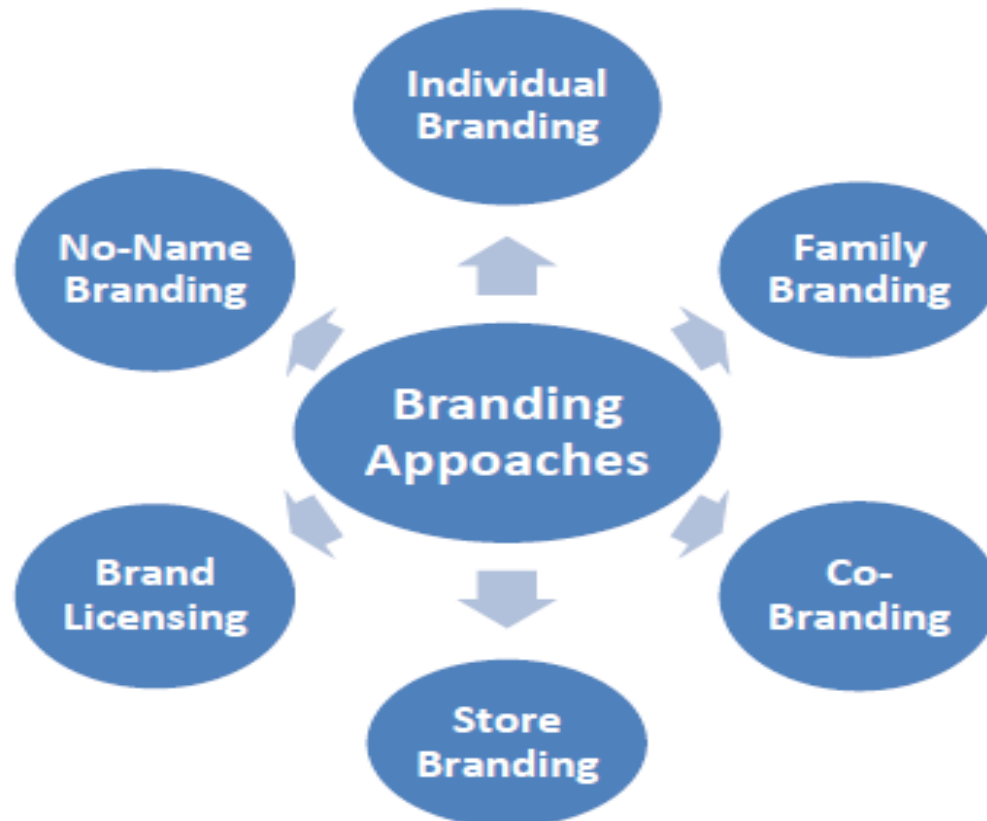 Individual
Branding
No-Name
Branding
Family
Branding
Branding
Appoaches
Brand
Licensing
Co-
Branding
Store
Branding